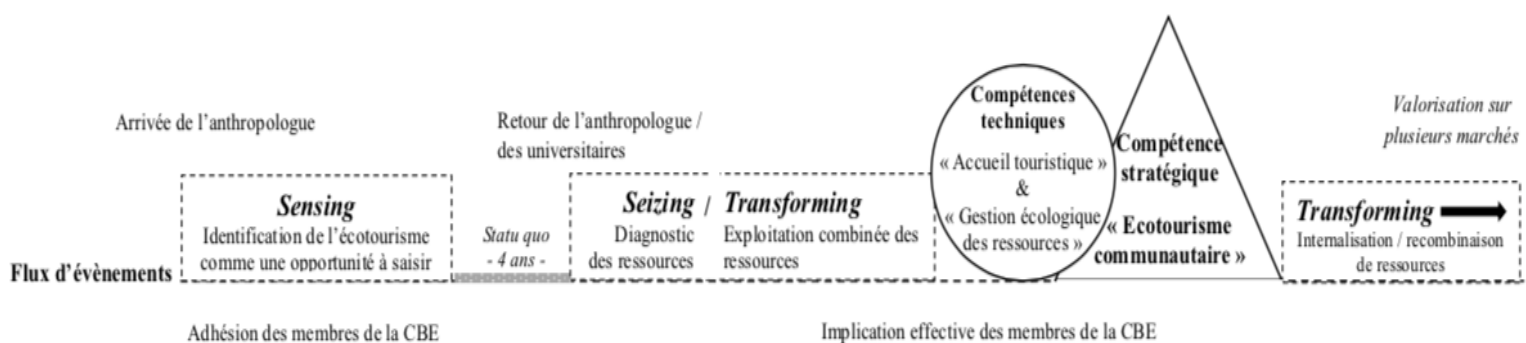 Arrivée de l’anthropologue
Retour de l’anthropologue /
des universitaires
Compétences
techniques
« Accueil touristique »
&
« Gestion écologique
des ressources »
Compétence
stratégique
« Ecotourisme
communautaire »
Valorisation sur
plusieurs marchés
Sensing
Identification de l’écotourisme
comme une opportunité à saisir
Statu quo
- 4 ans -
Seizing / Transforming
Diagnostic
des ressources
Exploitation combinée des
ressources
Transforming
Internalisation / recombinaison
de ressources
Flux d’évènements
Adhésion des membres de la CBE
Implication effective des membres de la CBE